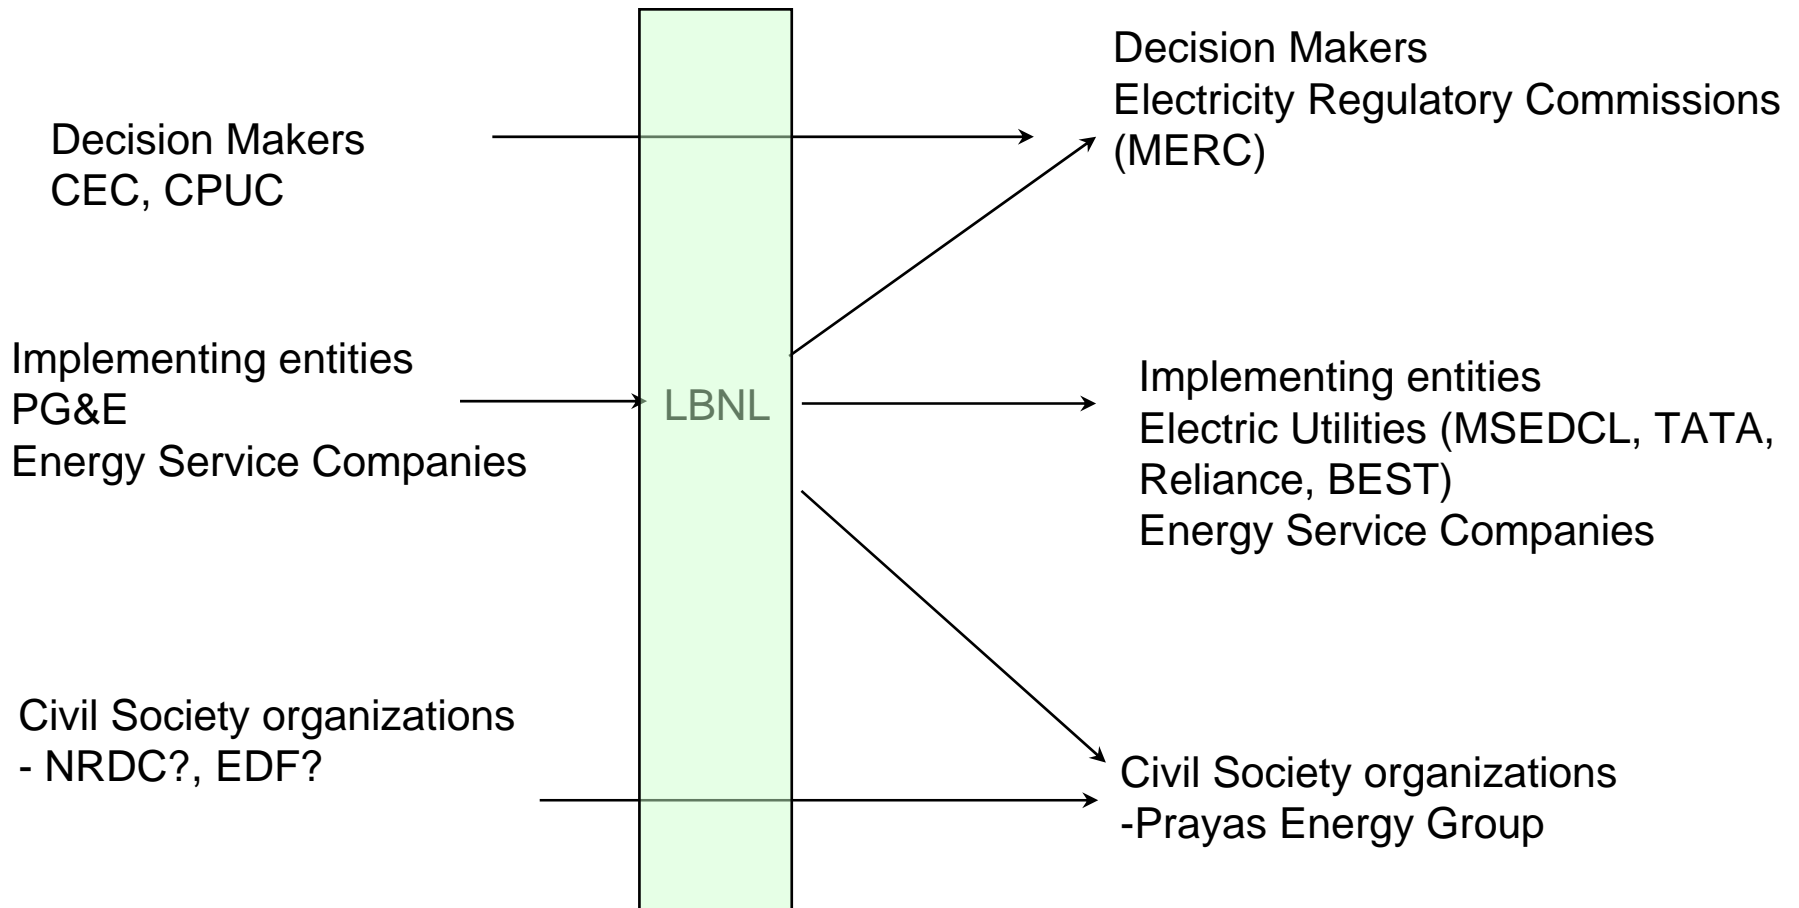 Decision Makers
CEC, CPUC
Implementing entities
PG&E
Energy Service Companies
Civil Society organizations
- NRDC?, EDF?
LBNL
Decision Makers
Electricity Regulatory Commissions
(MERC)
Implementing entities
Electric Utilities (MSEDCL, TATA,
Reliance, BEST)
Energy Service Companies
Civil Society organizations
-Prayas Energy Group